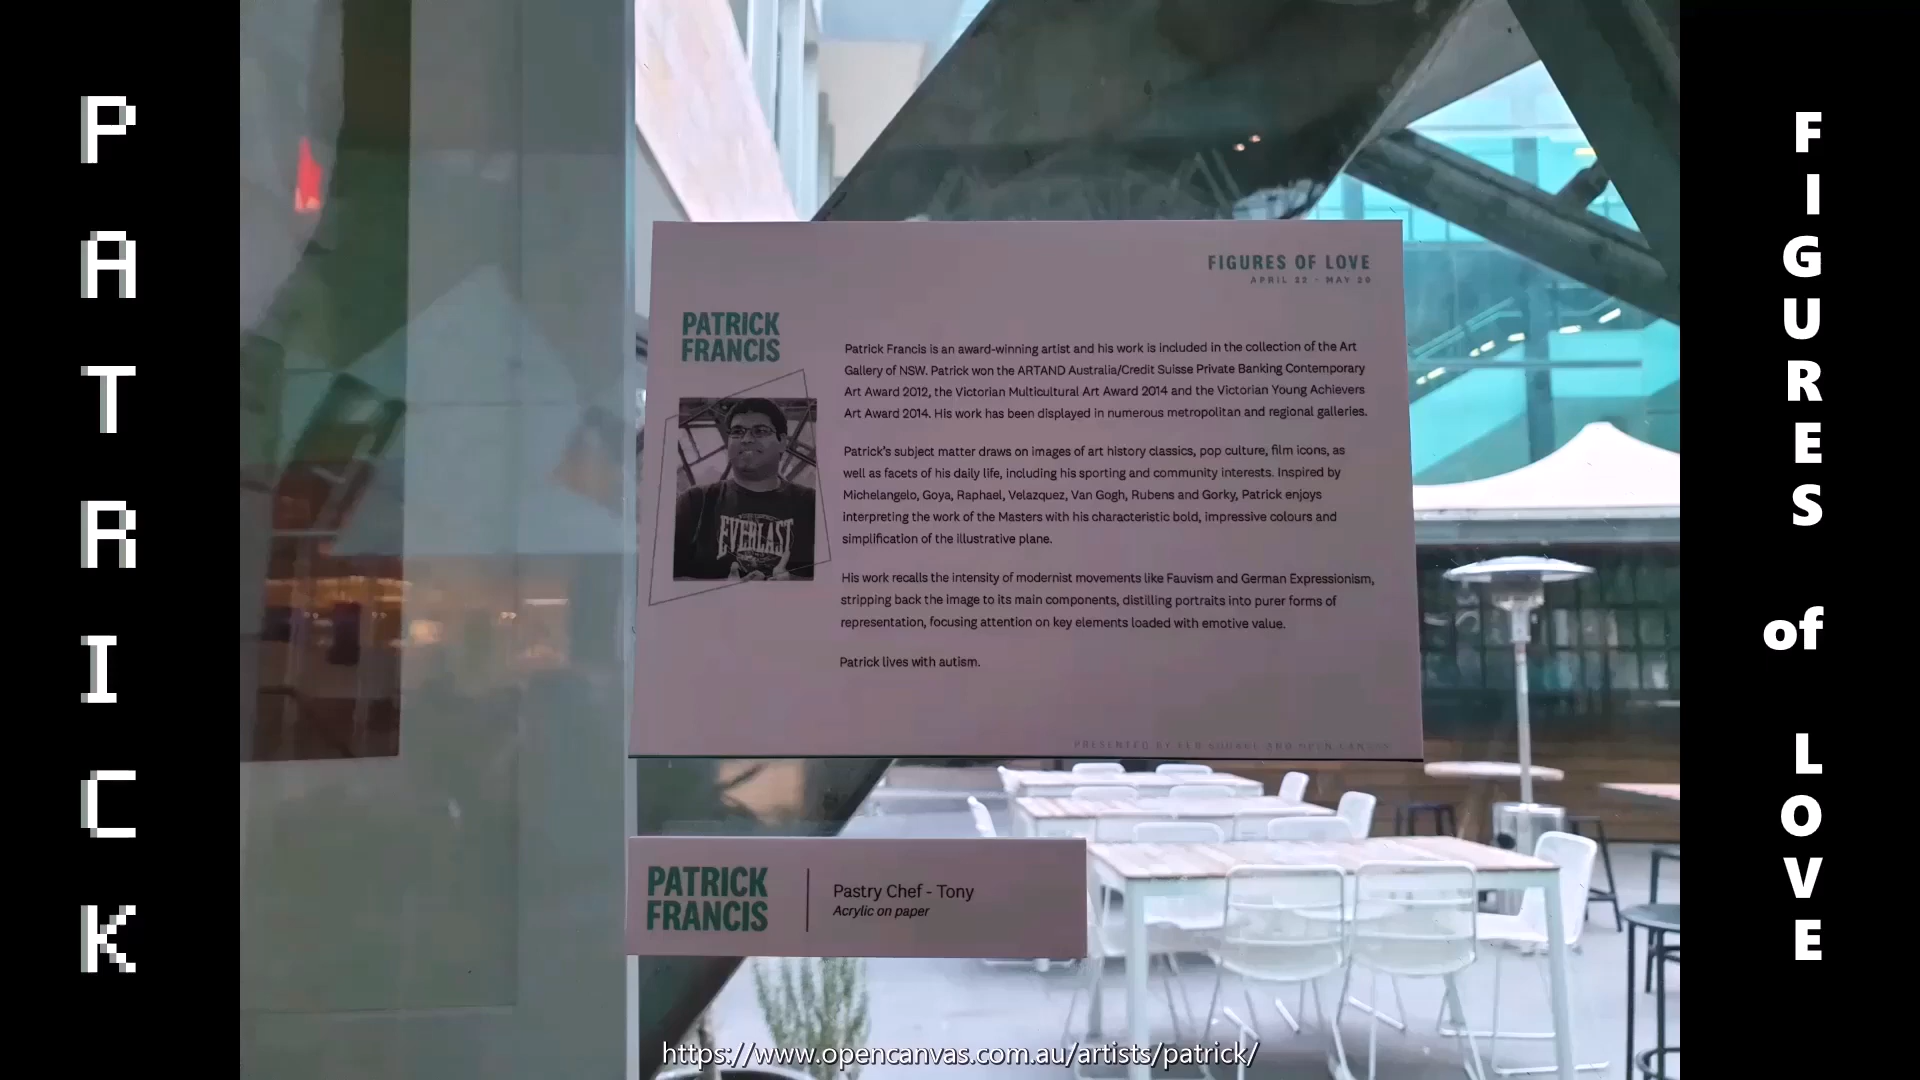 PATRICK
FIGURES OF LOVE
APRIL 22 - MAY 20
PATRICK
FRANCIS
Patrick Francis is an award-winning artist and his work is included in the collection of the Art
Gallery of NSW. Patrick won the ARTAND Australia/Credit Suisse Private Banking Contemporary
Art Award 2012, the Victorian Multicultural Art Award 2014 and the Victorian Young Achievers
Art Award 2014. His work has been displayed in numerous metropolitan and regional galleries.
Patrick's subject matter draws on images of art history classics, pop culture, film icons, as
well as facets of his daily life, including his sporting and community interests. Inspired by
Michelangelo, Goya, Raphael, Velazquez, Van Gogh, Rubens and Gorky, Patrick enjoys
interpreting the work of the Masters with his characteristic bold, impressive colours and
simplification of the illustrative plane.
His work recalls the intensity of modernist movements like Fauvism and German Expressionism,
stripping back the image to its main components, distilling portraits into purer forms of
representation, focusing attention on key elements loaded with emotive value.
Patrick lives with autism.
EVERLAST
PRESENTED BY AND OPEN CANVAS
PATRICK
FRANCIS
Pastry Chef - Tony
Acrylic on paper
FIGURES of LOVE
https://www.opencanvas.com.au/artists/patrick/